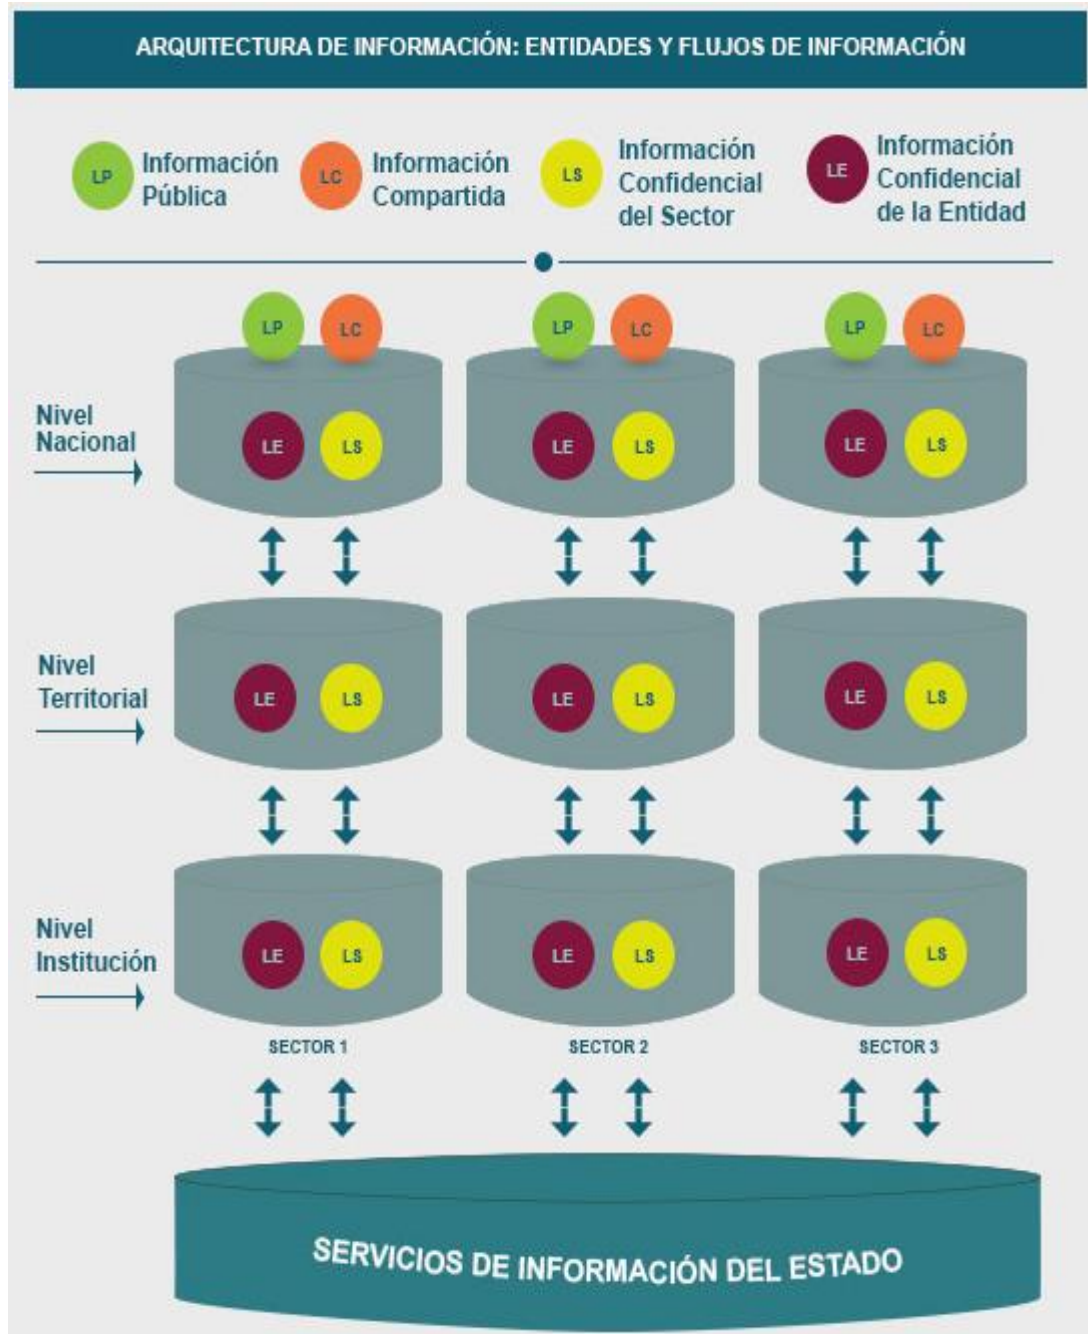 ARQUITECTURA DE INFORMACIÓN: ENTIDADES Y FLUJOS DE INFORMACIÓN
LP
Información
Pública
LC
Información
Compartida
LS
Información
Confidencial
del Sector
LE
Información
Confidencial
de la Entidad
LP LC LP LC LP LC
Nivel
Nacional
LE LS LE LS LE LS
Nivel
Territorial
LE LS LE LS LE LS
Nivel
Institución
LE LS LE LS LE LS
SECTOR 1 SECTOR 2 SECTOR 3
SERVICIOS DE INFORMACIÓN DEL ESTADO